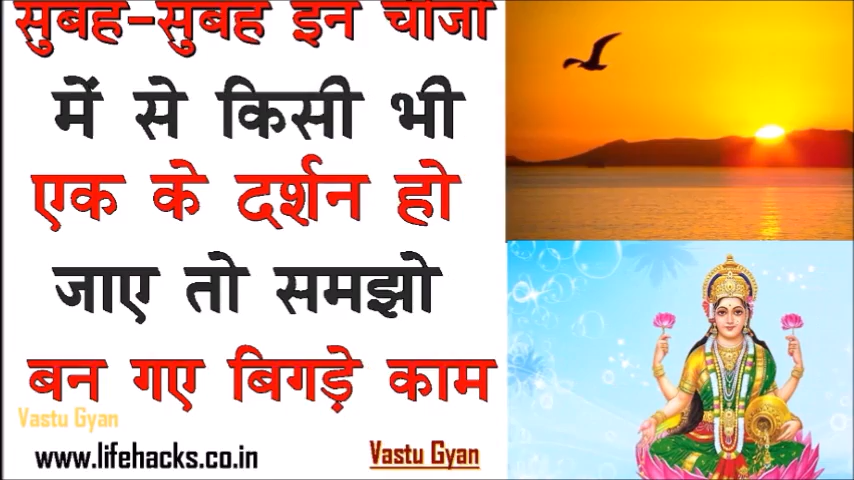 सुबह-सुबह इन चीजों
में से किसी भी
एक के दर्शन हो
जाए तो समझो
बन गए बिगड़े काम
Vastu Gyan
www.lifehacks.co.in
Vastu Gyan